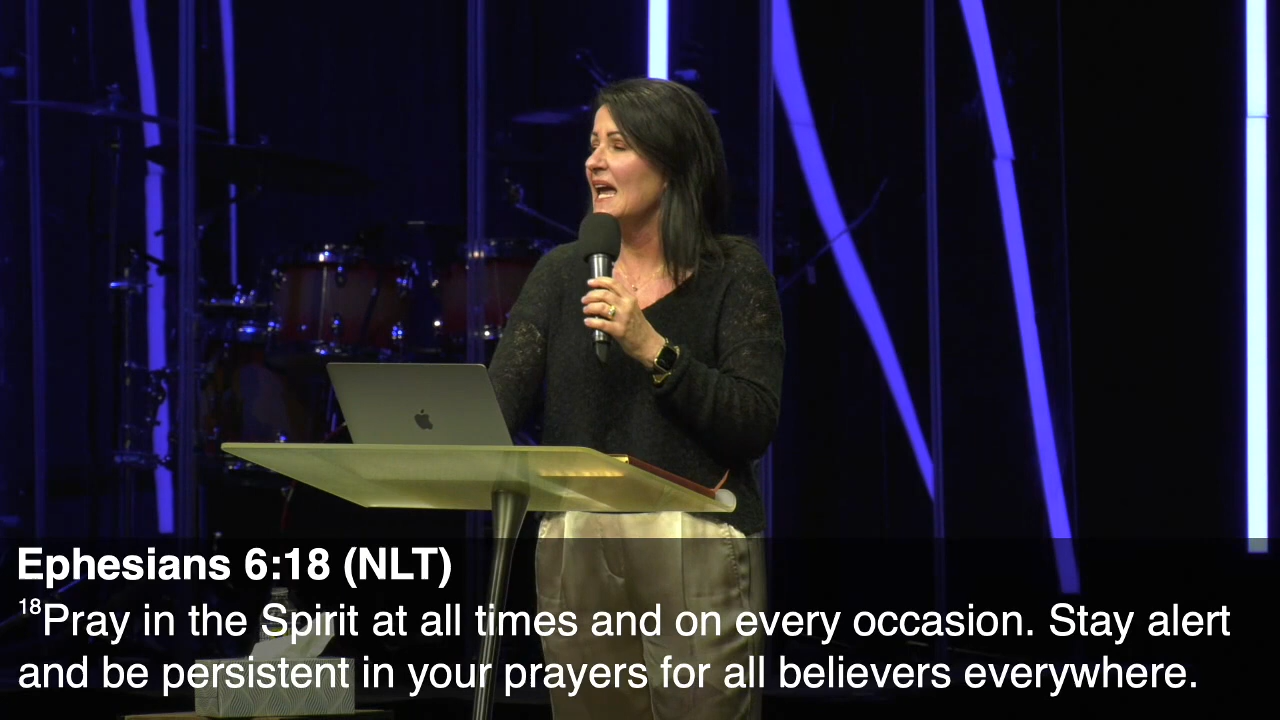 Ephesians 6:18 (NLT)
18Pray in the Spirit at all times and on every occasion. Stay alert
and be persistent in your prayers for all believers everywhere.